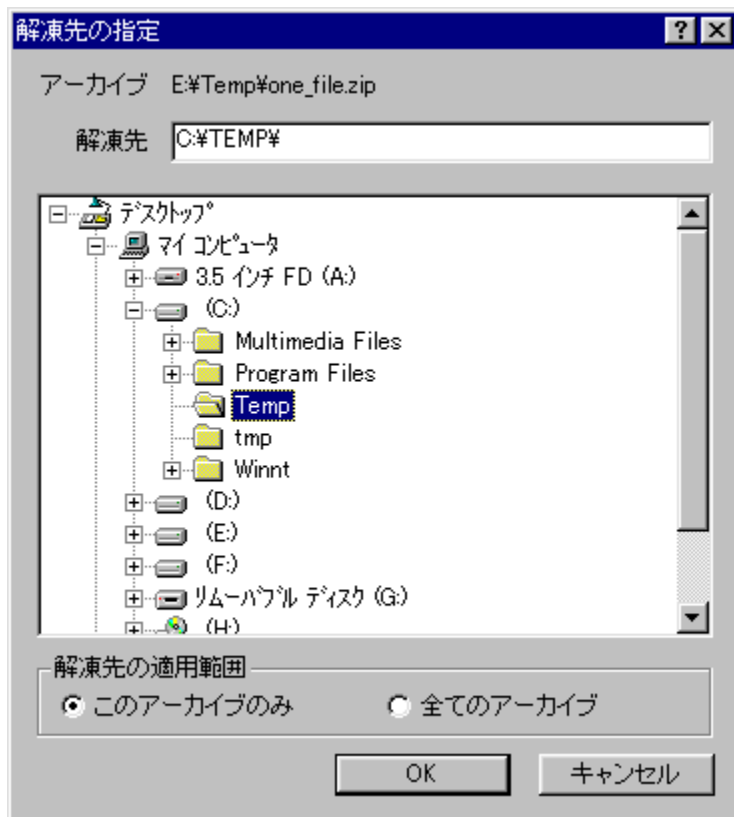 解凍先の指定
アーカイブ E:¥Temp¥one_file.zip
解凍先 C:¥TEMP¥
ﾃﾞｽｸﾄｯﾌﾟ
ﾏｲ ｺﾝﾋﾟｭｰﾀ
3.5 ｲﾝﾁ FD (A:)
(C:)
Multimedia Files
Program Files
Temp
tmp
Winnt
(D:)
(E:)
(F:)
ﾘﾑｰﾊﾞﾌﾞﾙ ﾃﾞｨｽｸ (G:)
(H:)
解凍先の適用範囲
このアーカイブのみ 全てのアーカイブ
OK キャンセル